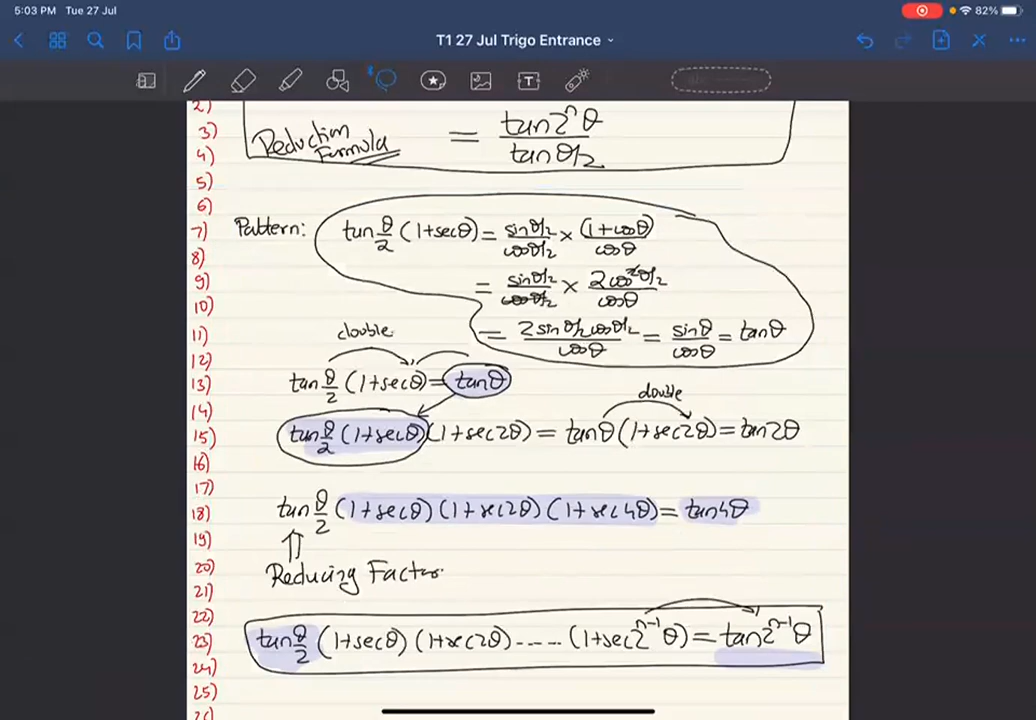 5:03 PM Tue 27 Jul 82%
T1 27 Jul Trigo Entrance
2)
3) Reduction Formula = tan2ⁿθ / tanθ/2
4)
5)
6)
7) Pattern: tan θ/2 (1+secθ) = sinθ/2 / cosθ/2 × (1+cosθ) / cosθ
8)
9) = sinθ/2 / cosθ/2 × 2cos²θ/2 / cosθ
10)
11) double = 2sinθ/2cosθ/2 / cosθ = sinθ / cosθ = tanθ
12)
13) tan θ/2 (1+secθ) = tanθ double
14)
15) tan θ/2 (1+secθ)(1+sec2θ) = tanθ(1+sec2θ) = tan2θ
16)
17)
18) tan θ/2 (1+secθ)(1+sec2θ)(1+sec4θ) = tan4θ
19)
20) Reducing Factor.
21)
22)
23) tan θ/2 (1+secθ)(1+sec2θ)-----(1+sec2ⁿ⁻¹θ) = tan2ⁿ⁻¹θ
24)
25)